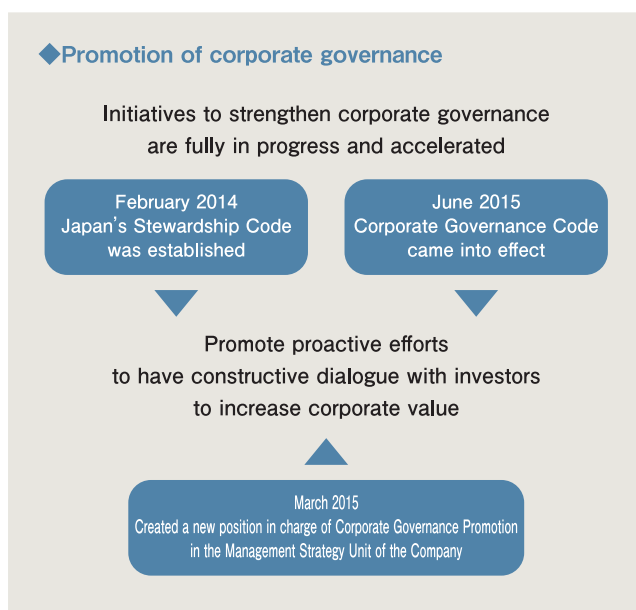 ◆Promotion of corporate governance
Initiatives to strengthen corporate governance
are fully in progress and accelerated
February 2014
Japan's Stewardship Code
was established
June 2015
Corporate Governance Code
came into effect
Promote proactive efforts
to have constructive dialogue with investors
to increase corporate value
March 2015
Created a new position in charge of Corporate Governance Promotion
in the Management Strategy Unit of the Company